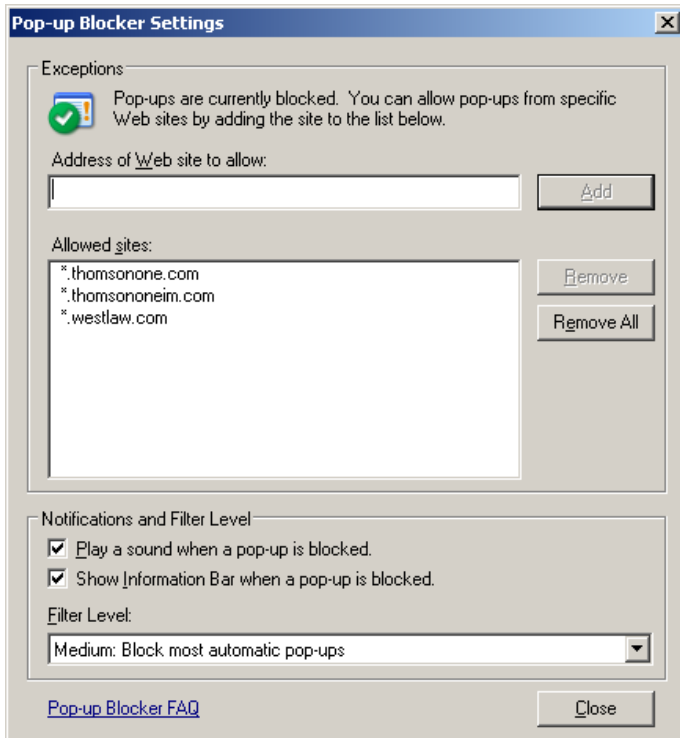 Pop-up Blocker Settings
Exceptions
Pop-ups are currently blocked. You can allow pop-ups from specific
Web sites by adding the site to the list below.
Address of Web site to allow:
Add
Allowed sites:
*.thomsonone.com
*.thomsononeim.com
*.westlaw.com
Remove
Remove All
Notifications and Filter Level
Play a sound when a pop-up is blocked.
Show Information Bar when a pop-up is blocked.
Filter Level:
Medium: Block most automatic pop-ups
Pop-up Blocker FAQ
Close